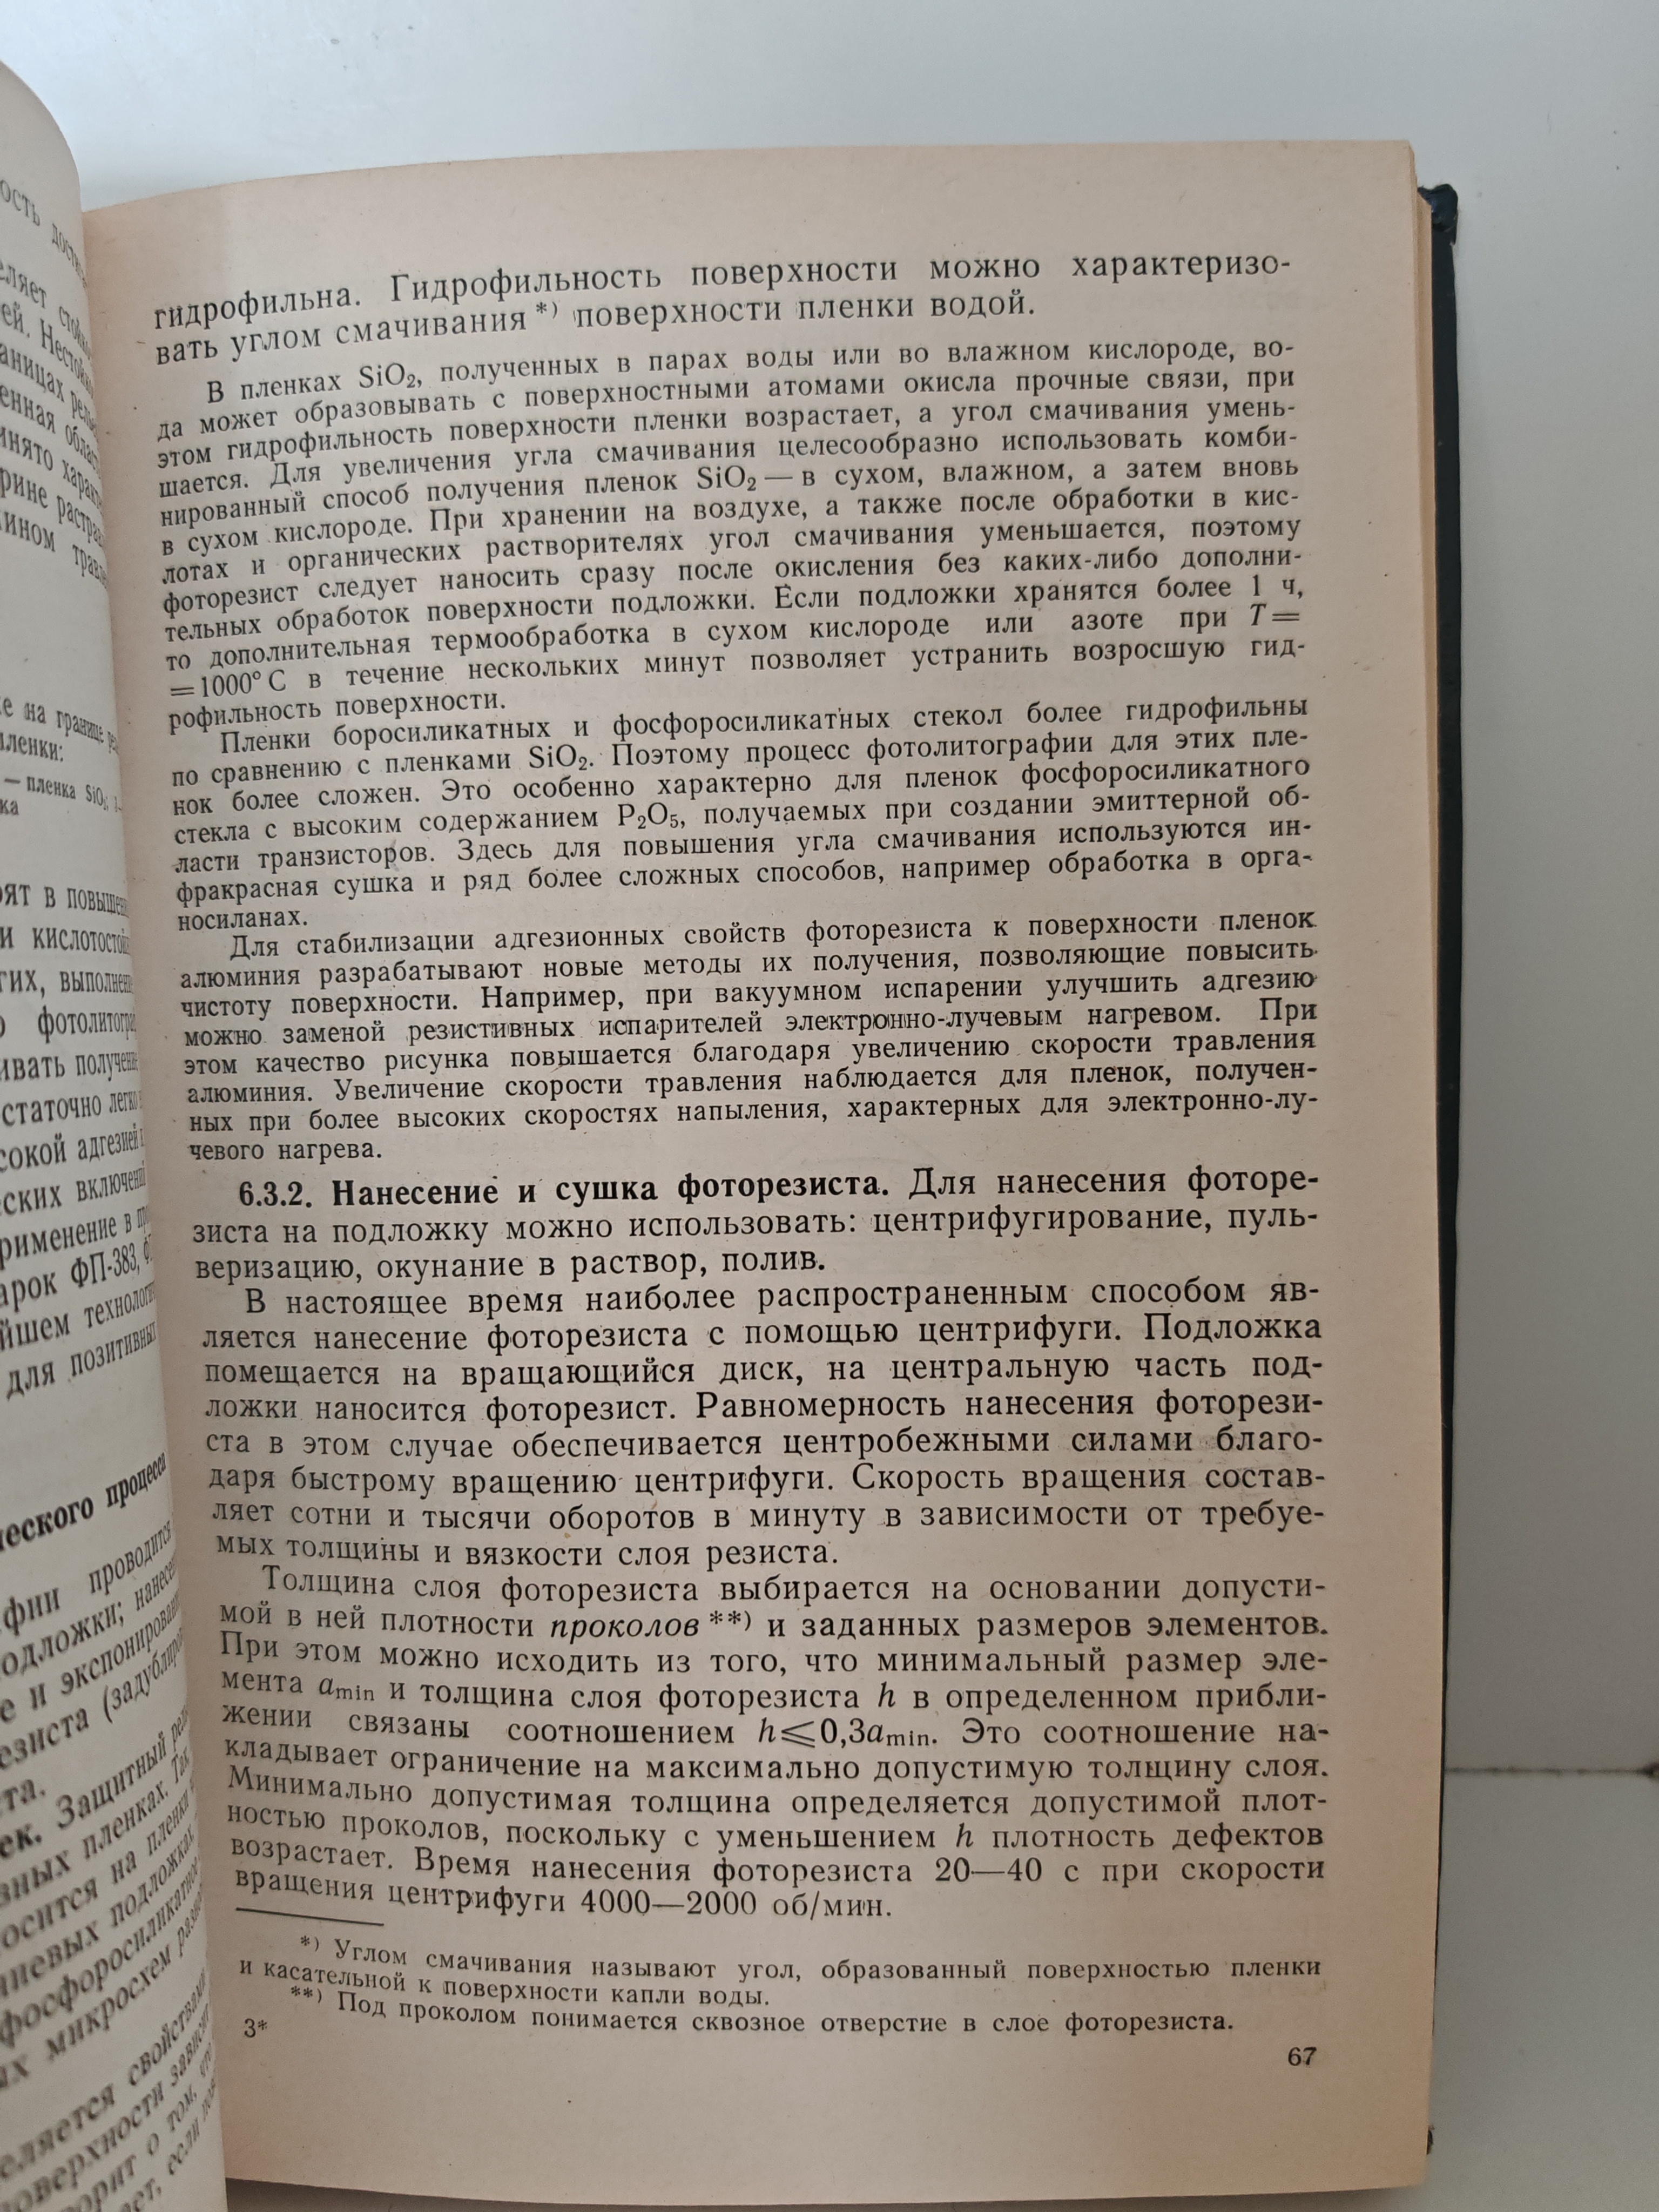 гидрофильна. Гидрофильность поверхности можно характеризо-
вать углом смачивания *) поверхности пленки водой.
В пленках SiO₂, полученных в парах воды или во влажном кислороде, во-
да может образовывать с поверхностными атомами окисла прочные связи, при
этом гидрофильность поверхности пленки возрастает, а угол смачивания умень-
шается. Для увеличения угла смачивания целесообразно использовать комби-
нированный способ получения пленок SiO₂ — в сухом, влажном, а затем вновь
в сухом кислороде. При хранении на воздухе, а также после обработки в кис-
лотах и органических растворителях угол смачивания уменьшается, поэтому
фоторезист следует наносить сразу после окисления без каких-либо дополни-
тельных обработок поверхности подложки. Если подложки хранятся более 1 ч,
то дополнительная термообработка в сухом кислороде или азоте при T=
=1000° С в течение нескольких минут позволяет устранить возросшую гид-
рофильность поверхности.
Пленки боросиликатных и фосфоросиликатных стекол более гидрофильны
по сравнению с пленками SiO₂. Поэтому процесс фотолитографии для этих пле-
нок более сложен. Это особенно характерно для пленок фосфоросиликатного
стекла с высоким содержанием P₂O₅, получаемых при создании эмиттерной об-
ласти транзисторов. Здесь для повышения угла смачивания используются ин-
фракрасная сушка и ряд более сложных способов, например обработка в орга-
носиланах.
Для стабилизации адгезионных свойств фоторезиста к поверхности пленок
алюминия разрабатывают новые методы их получения, позволяющие повысить
чистоту поверхности. Например, при вакуумном испарении улучшить адгезию
можно заменой резистивных испарителей электронно-лучевым нагревом. При
этом качество рисунка повышается благодаря увеличению скорости травления
алюминия. Увеличение скорости травления наблюдается для пленок, получен-
ных при более высоких скоростях напыления, характерных для электронно-лу-
чевого нагрева.
6.3.2. Нанесение и сушка фоторезиста. Для нанесения фоторе-
зиста на подложку можно использовать: центрифугирование, пуль-
веризацию, окунание в раствор, полив.
В настоящее время наиболее распространенным способом яв-
ляется нанесение фоторезиста с помощью центрифуги. Подложка
помещается на вращающийся диск, на центральную часть под-
ложки наносится фоторезист. Равномерность нанесения фоторези-
ста в этом случае обеспечивается центробежными силами благо-
даря быстрому вращению центрифуги. Скорость вращения состав-
ляет сотни и тысячи оборотов в минуту в зависимости от требуе-
мых толщины и вязкости слоя резиста.
Толщина слоя фоторезиста выбирается на основании допусти-
мой в ней плотности проколов **) и заданных размеров элементов.
При этом можно исходить из того, что минимальный размер эле-
мента a_min и толщина слоя фоторезиста h в определенном прибли-
жении связаны соотношением h⩽0,3a_min. Это соотношение на-
кладывает ограничение на максимально допустимую толщину слоя.
Минимально допустимая толщина определяется допустимой плот-
ностью проколов, поскольку с уменьшением h плотность дефектов
возрастает. Время нанесения фоторезиста 20—40 с при скорости
вращения центрифуги 4000—2000 об/мин.
*) Углом смачивания называют угол, образованный поверхностью пленки
и касательной к поверхности капли воды.
**) Под проколом понимается сквозное отверстие в слое фоторезиста.
3*
67